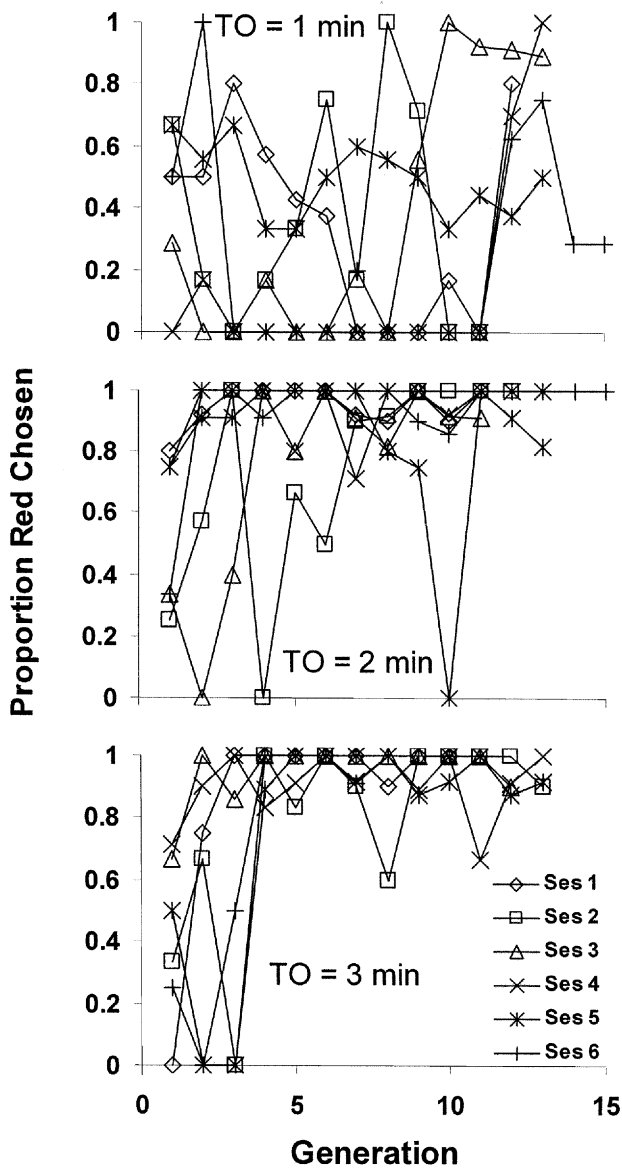 TO = 1 min
1
0.8
0.6
0.4
0.2
0
Proportion Red Chosen
1
0.8
0.6
0.4
0.2
0
TO = 2 min
1
0.8
0.6
0.4
0.2
0
TO = 3 min
Ses 1
Ses 2
Ses 3
Ses 4
Ses 5
Ses 6
0 5 10 15
Generation